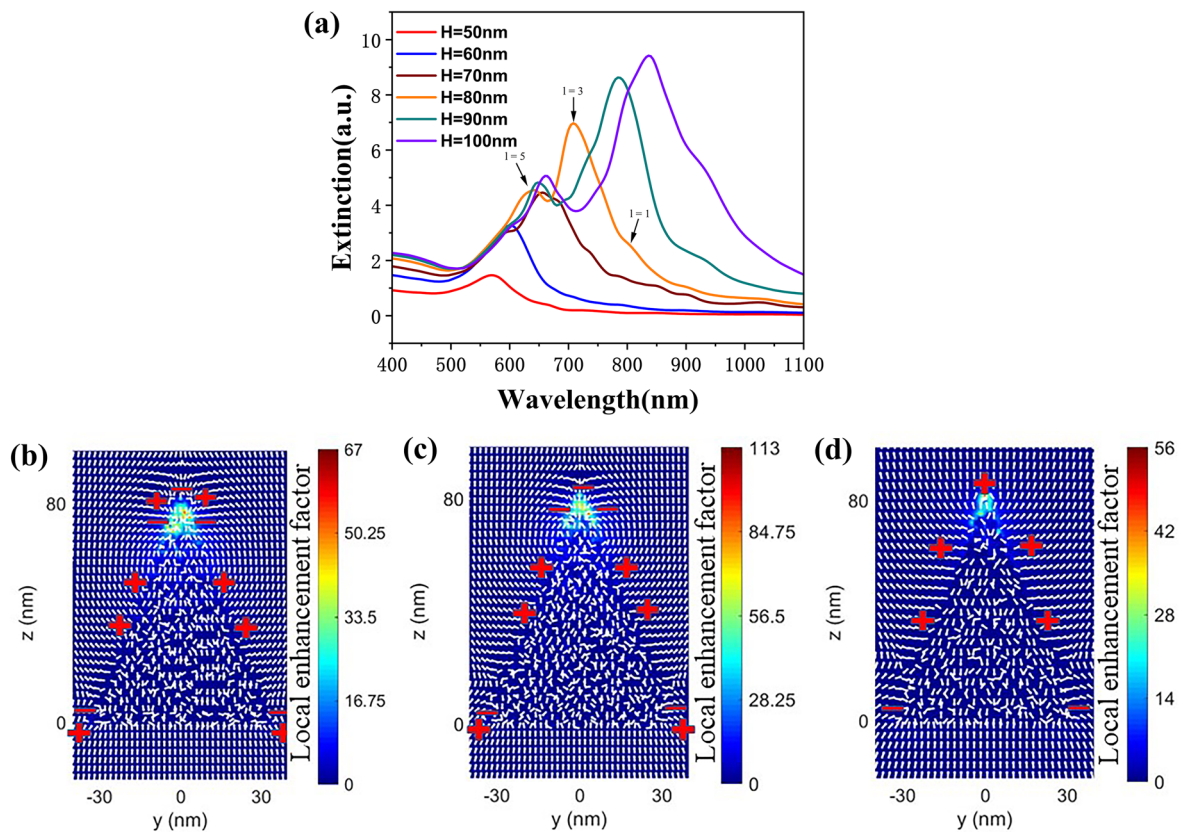 (a)
H=50nm
H=60nm
H=70nm
H=80nm
H=90nm
H=100nm
l = 3
l = 5
l = 1
Extinction(a.u.)
10
8
6
4
2
0
400 500 600 700 800 900 1000 1100
Wavelength(nm)
(b)
80
0
z (nm)
-30 0 30
y (nm)
67
50.25
33.5
16.75
0
Local enhancement factor
(c)
80
0
z (nm)
-30 0 30
y (nm)
113
84.75
56.5
28.25
0
Local enhancement factor
(d)
80
0
z (nm)
-30 0 30
y (nm)
56
42
28
14
0
Local enhancement factor